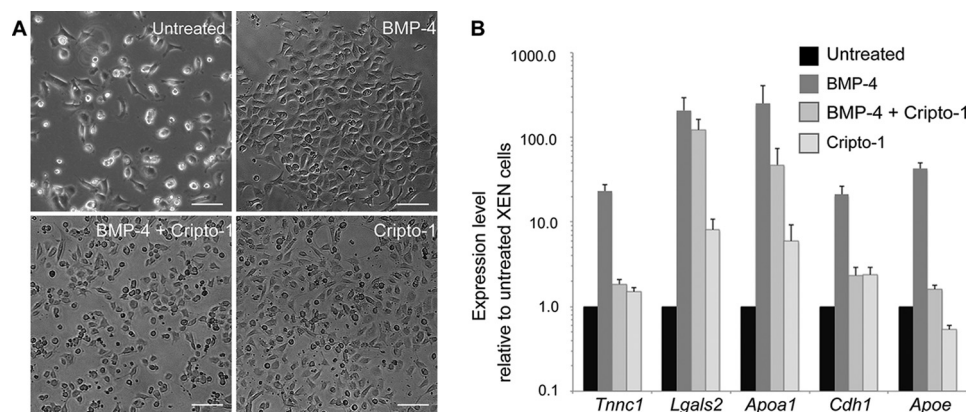 A
Untreated
BMP-4
BMP-4 + Cripto-1
Cripto-1
B
Expression level
relative to untreated XEN cells
1000.0
100.0
10.0
1.0
0.1
Untreated
BMP-4
BMP-4 + Cripto-1
Cripto-1
Tnnc1 Lgals2 Apoa1 Cdh1 Apoe